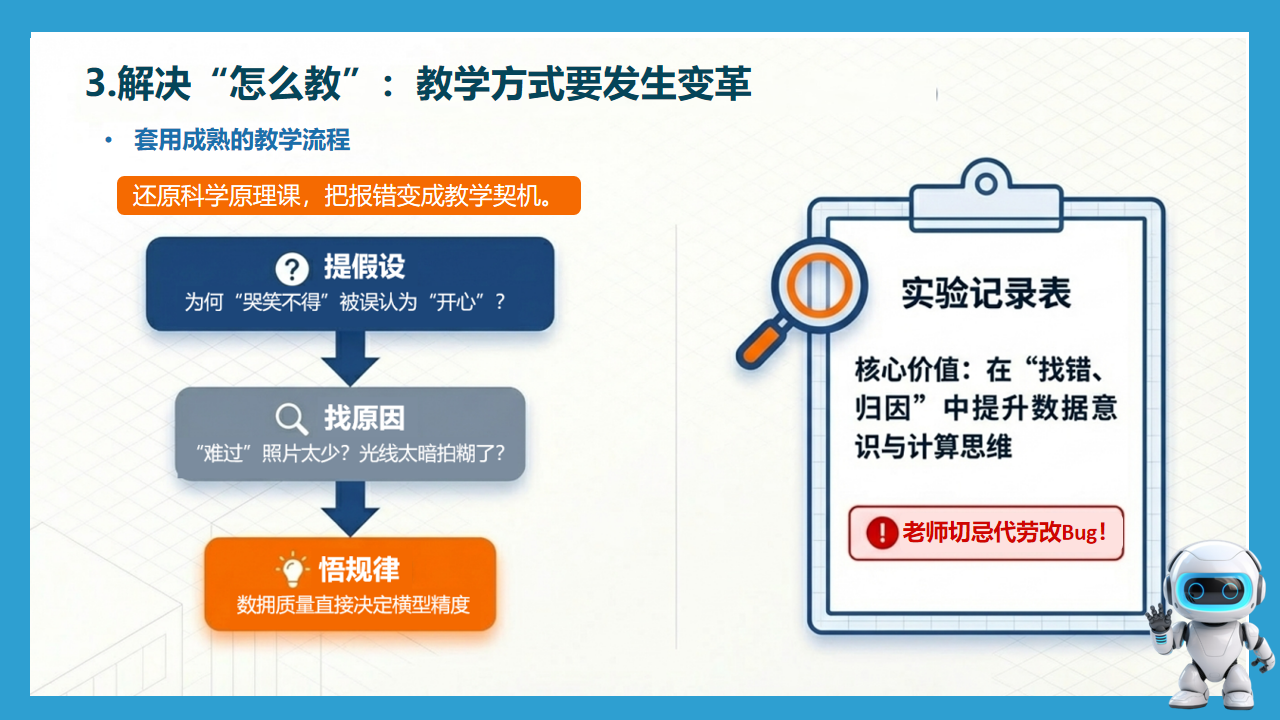 3.解决“怎么教”：教学方式要发生变革
• 套用成熟的教学流程
还原科学原理课，把报错变成教学契机。
提假设
为何“哭笑不得”被误认为“开心”？
找原因
“难过”照片太少？光线太暗拍糊了？
悟规律
数拥质量直接决定横型精度
实验记录表
核心价值：在“找错、
归因”中提升数据意
识与计算思维
老师切忌代劳改Bug！